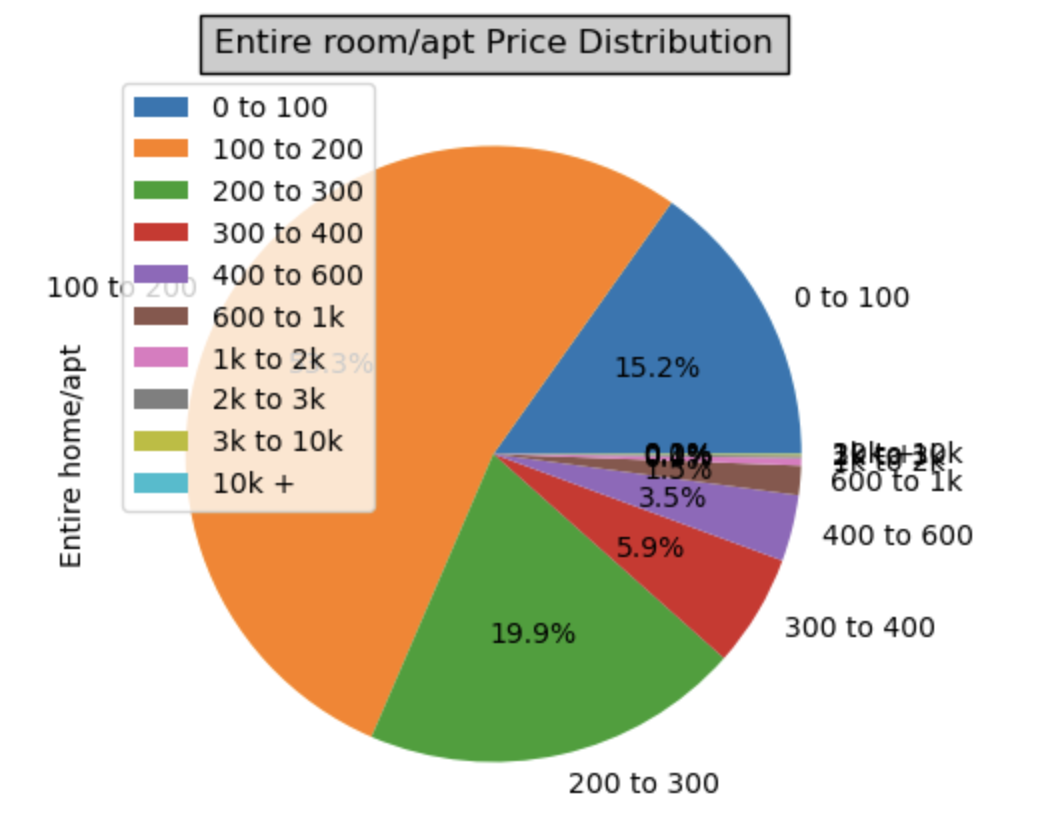 Entire room/apt Price Distribution
0 to 100
100 to 200
200 to 300
300 to 400
400 to 600
600 to 1k
1k to 2k
2k to 3k
3k to 10k
10k +
100 to 200
Entire home/apt
0 to 100
15.2%
1.5%
600 to 1k
3.5%
400 to 600
5.9%
300 to 400
19.9%
200 to 300